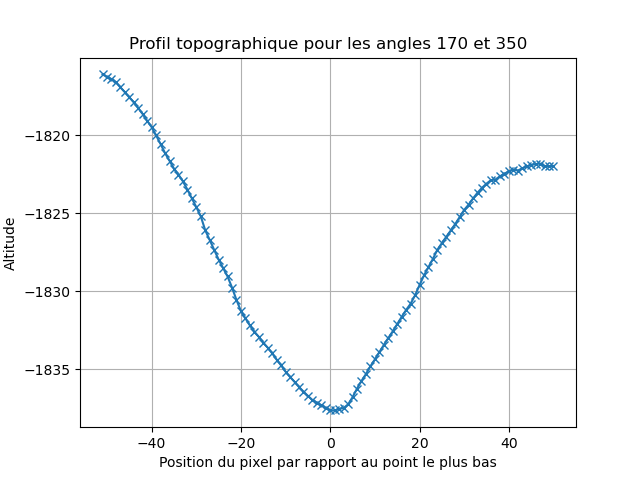 Profil topographique pour les angles 170 et 350
Altitude
−1820
−1825
−1830
−1835
−40 −20 0 20 40
Position du pixel par rapport au point le plus bas